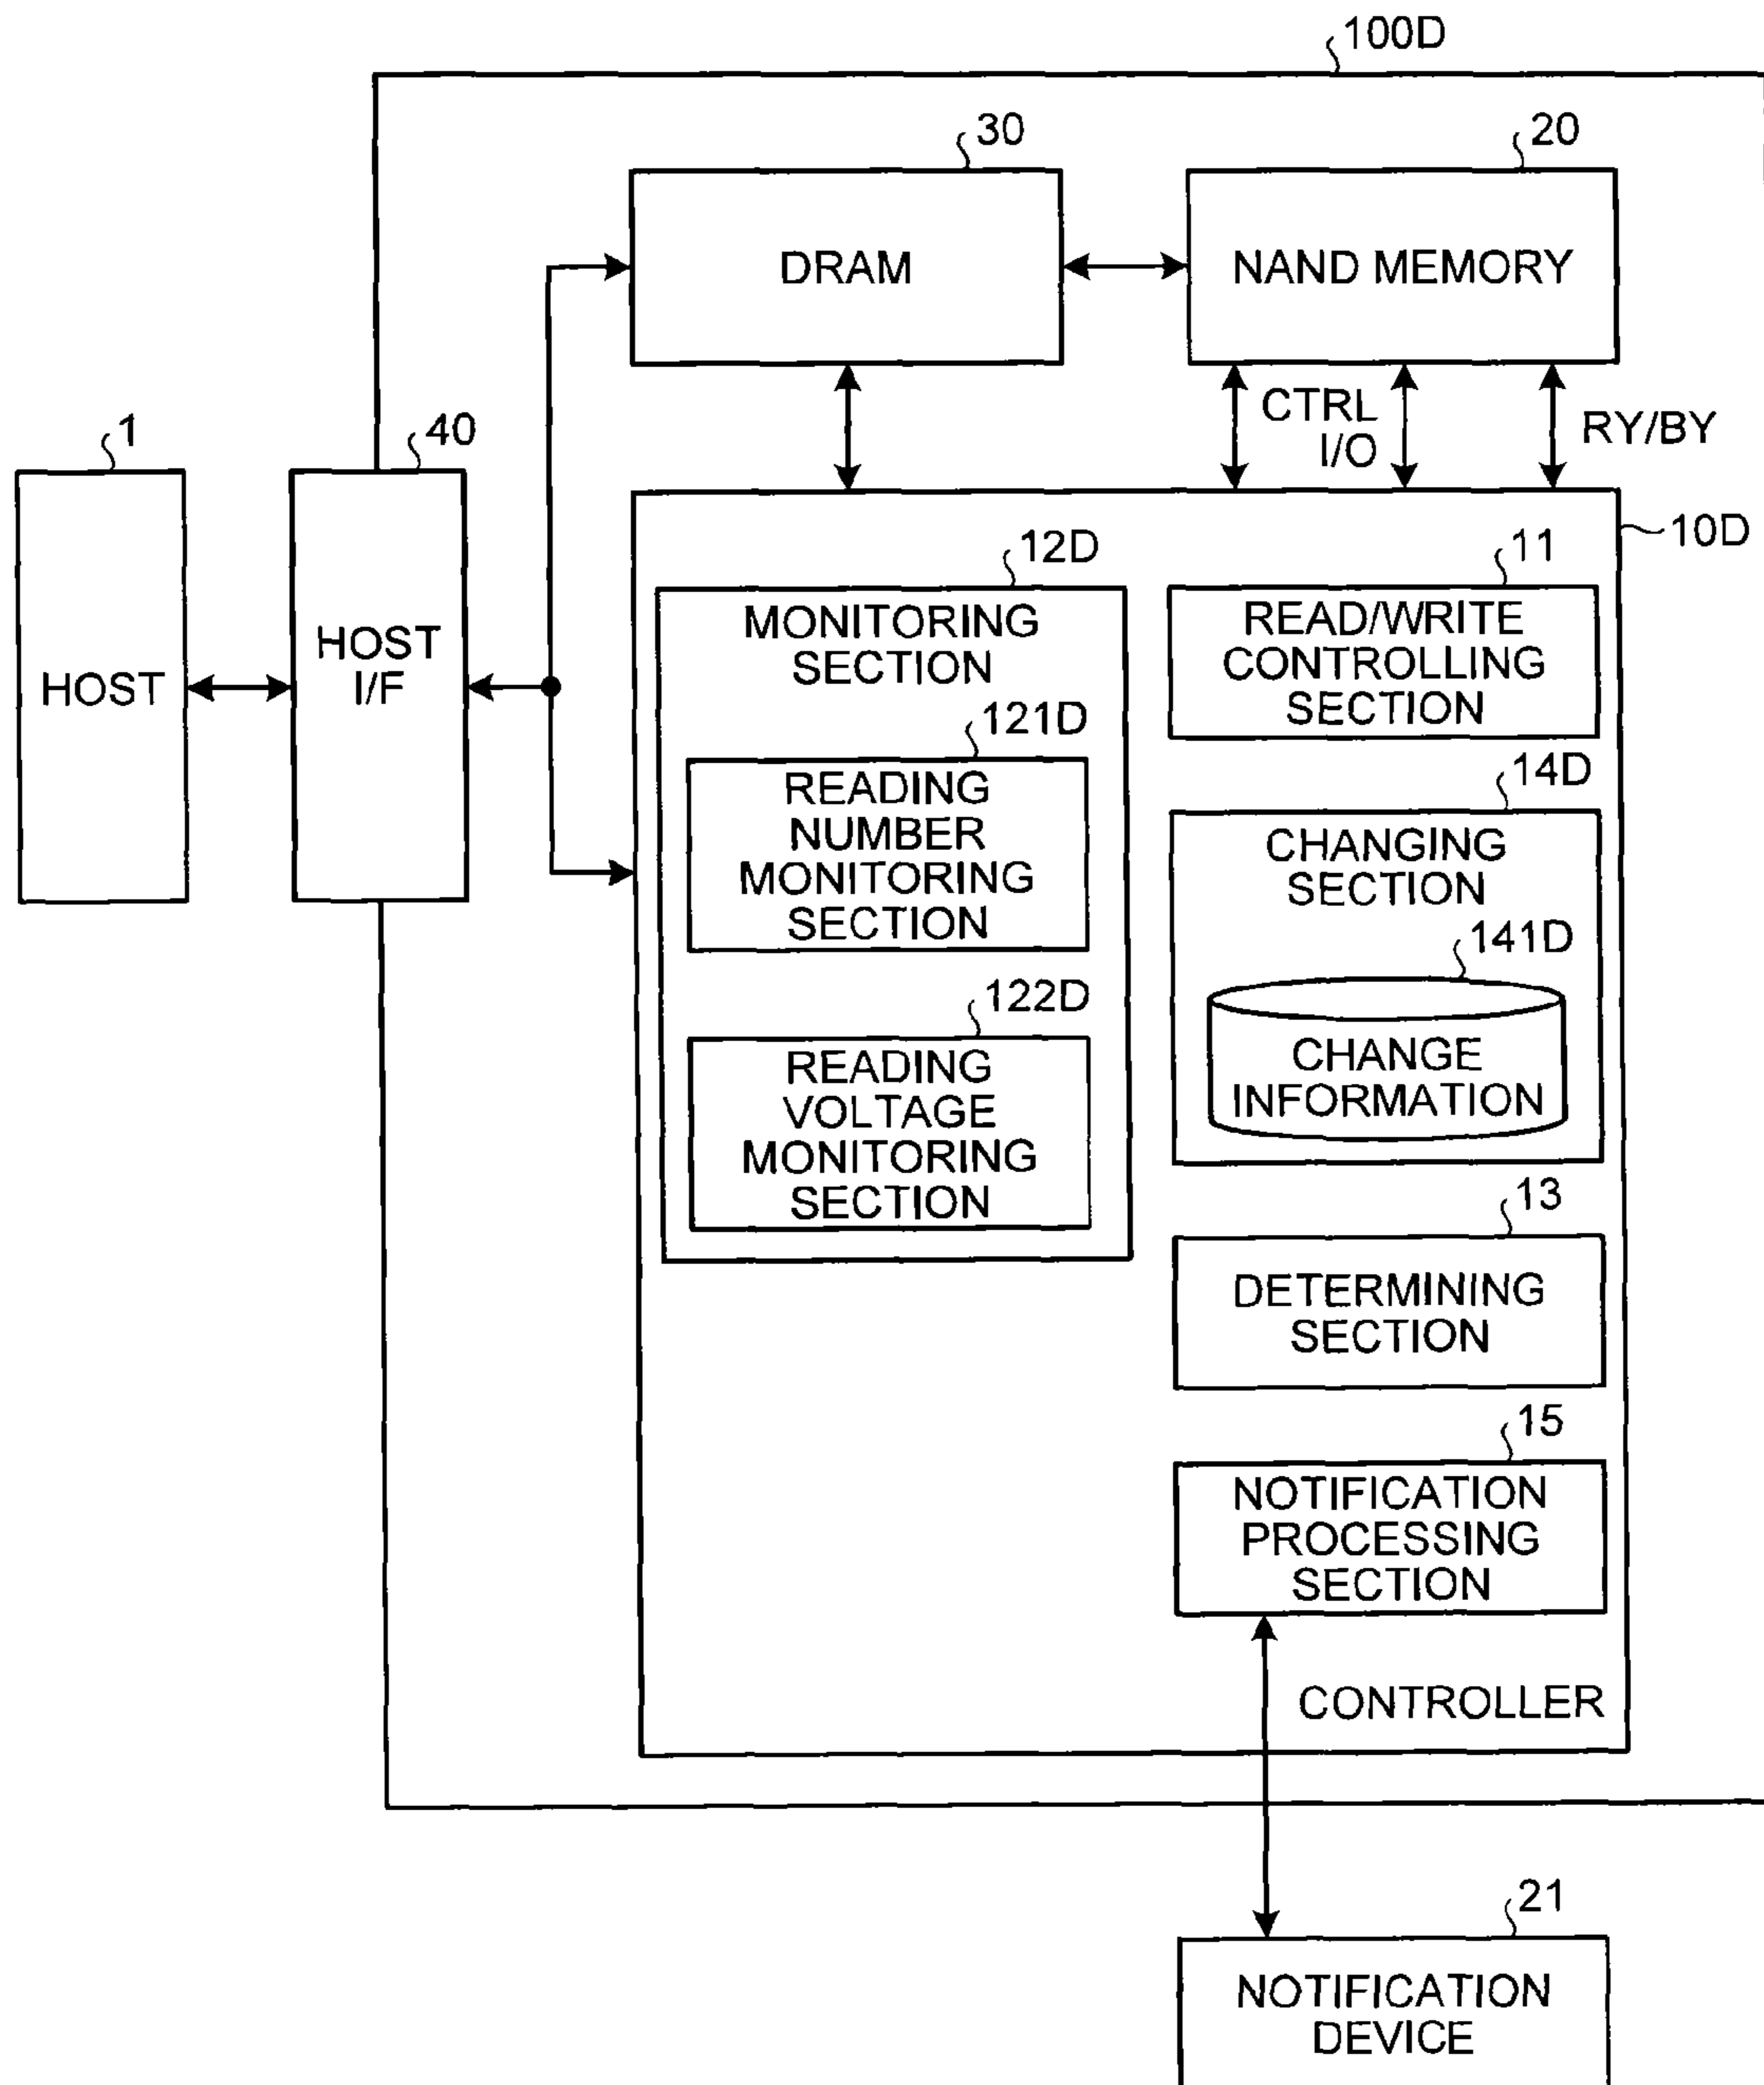 100D
30
20
DRAM
NAND MEMORY
1
40
CTRL
I/O
RY/BY
HOST
HOST
I/F
10D
12D
MONITORING
SECTION
11
READ/WRITE
CONTROLLING
SECTION
121D
READING
NUMBER
MONITORING
SECTION
14D
CHANGING
SECTION
141D
CHANGE
INFORMATION
122D
READING
VOLTAGE
MONITORING
SECTION
13
DETERMINING
SECTION
15
NOTIFICATION
PROCESSING
SECTION
CONTROLLER
21
NOTIFICATION
DEVICE